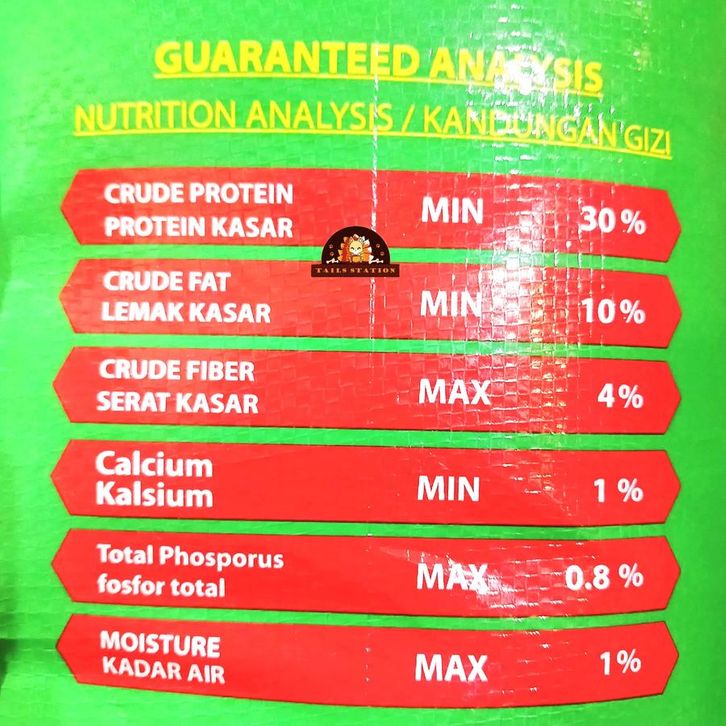 GUARANTEED ANALYSIS
NUTRITION ANALYSIS / KANDUNGAN GIZI
CRUDE PROTEIN
PROTEIN KASAR
MIN 30 %
TAILS STATION
CRUDE FAT
LEMAK KASAR
MIN 10 %
CRUDE FIBER
SERAT KASAR
MAX 4 %
Calcium
Kalsium
MIN 1 %
Total Phosporus
fosfor total
MAX 0.8 %
MOISTURE
KADAR AIR
MAX 1 %